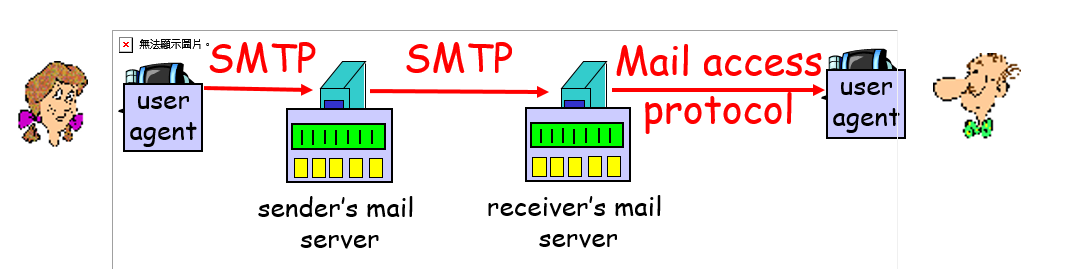 無法顯示圖片。
SMTP
SMTP
Mail access
protocol
user
agent
user
agent
sender's mail
server
receiver's mail
server